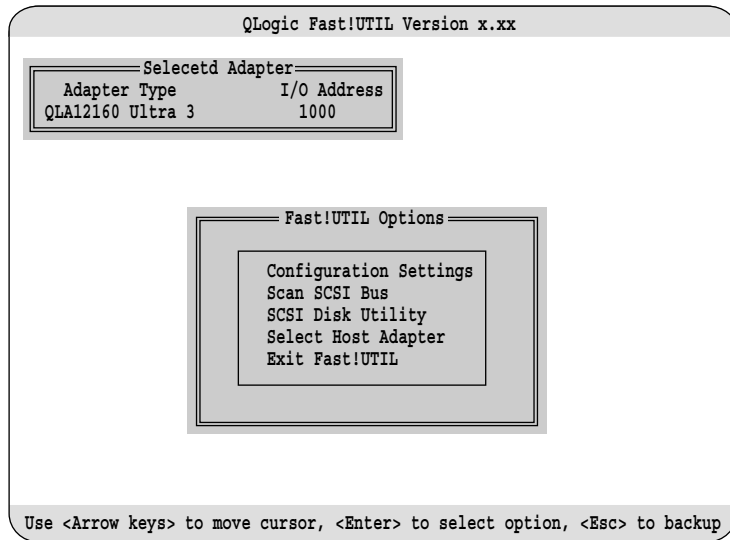 QLogic Fast!UTIL Version x.xx
Selecetd Adapter
Adapter Type I/O Address
QLA12160 Ultra 3 1000
Fast!UTIL Options
Configuration Settings
Scan SCSI Bus
SCSI Disk Utility
Select Host Adapter
Exit Fast!UTIL
Use <Arrow keys> to move cursor, <Enter> to select option, <Esc> to backup